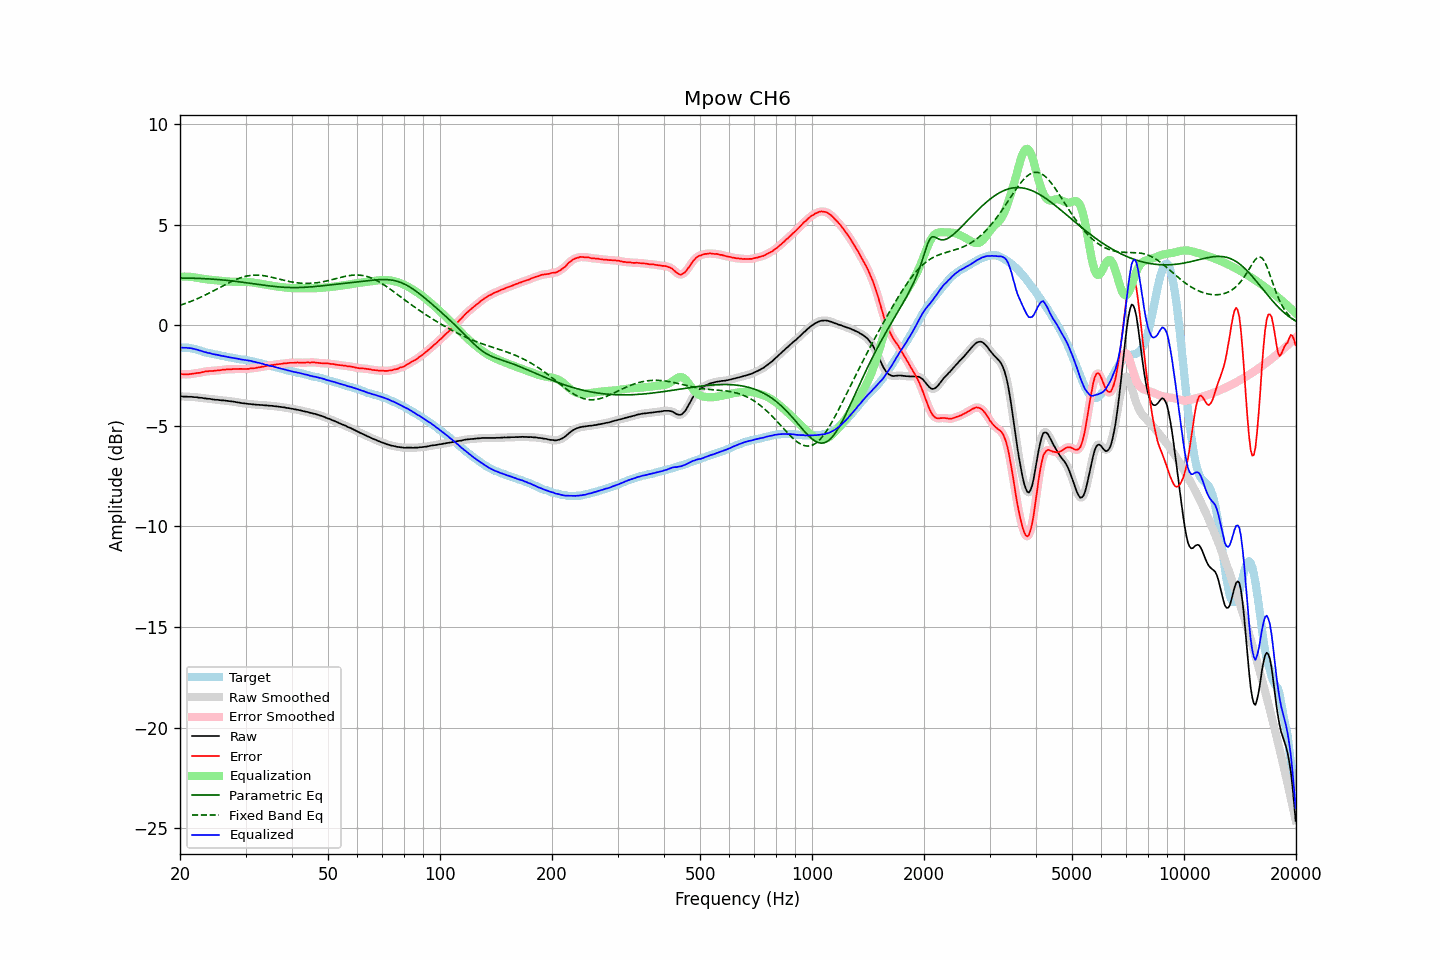 Mpow CH6
Amplitude (dBr)
10
5
0
−5
−10
−15
−20
−25
Target
Raw Smoothed
Error Smoothed
Raw
Error
Equalization
Parametric Eq
Fixed Band Eq
Equalized
20 50 100 200 500 1000 2000 5000 10000 20000
Frequency (Hz)